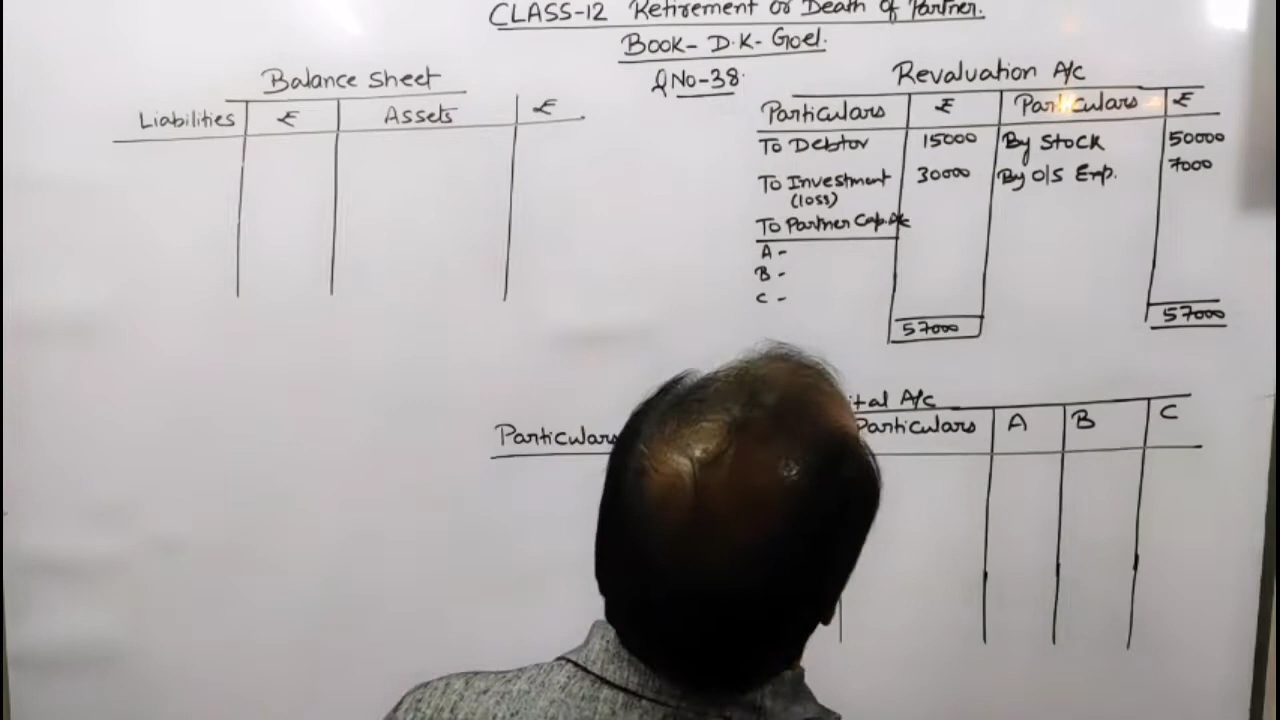 CLASS-12 Retirement or Death of Partner.
Book- D.K- Goel.
QNo-38.
Balance Sheet
Liabilities ₹ Assets ₹
Revaluation A/c
Particulars ₹ Particulars ₹
To Debtor 15000 By Stock 50000
To Investment 30000 By O/S Exp. 7000
(loss)
To Partner Cap. A/c
A -
B -
C -
57000 57000
ital A/c
Particulars Particulars A B C